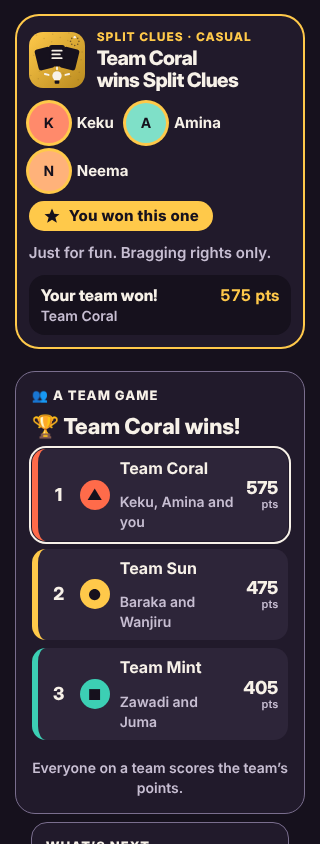 SPLIT CLUES · CASUAL
Team Coral
wins Split Clues
K Keku A Amina
N Neema
★ You won this one
Just for fun. Bragging rights only.
Your team won! 575 pts
Team Coral
👥 A TEAM GAME
🏆 Team Coral wins!
Team Coral
1 575
Keku, Amina and pts
you
Team Sun
2 475
Baraka and pts
Wanjiru
Team Mint
3 405
Zawadi and pts
Juma
Everyone on a team scores the team's
points.
WHAT'S NEXT